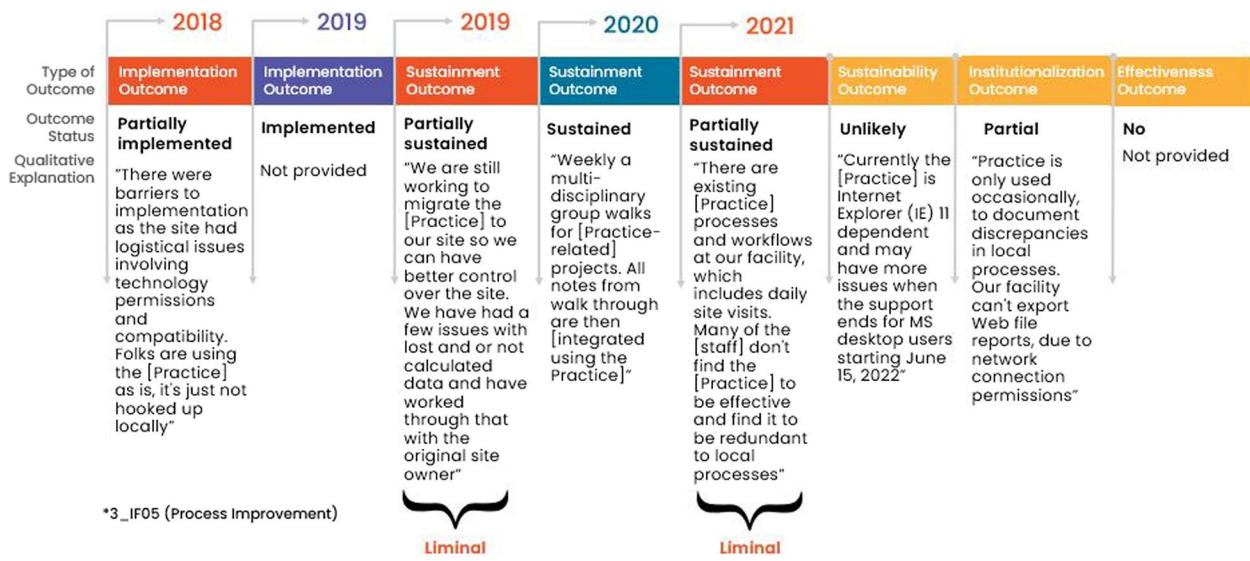 2018
2019
2019
2020
2021
Type of
Outcome
Implementation
Outcome
Implementation
Outcome
Sustainment
Outcome
Sustainment
Outcome
Sustainment
Outcome
Sustainability
Outcome
Institutionalization
Outcome
Effectiveness
Outcome
Outcome
Status
Partially
implemented
Implemented
Partially
sustained
Sustained
Partially
sustained
Unlikely
Partial
No
Qualitative
Explanation
"There were
barriers to
implementation
as the site had
logistical issues
involving
technology
permissions
and
compatibility.
Folks are using
the [Practice]
as is, it's just not
hooked up
locally"
Not provided
"We are still
working to
migrate the
[Practice] to
our site so we
can have
better control
over the site.
We have had a
few issues with
lost and or not
calculated
data and have
worked
through that
with the
original site
owner"
"Weekly a
multi-
disciplinary
group walks
for [Practice-
related]
projects. All
notes from
walk through
are then
[integrated
using the
Practice]"
"There are
existing
[Practice]
processes
and workflows
at our facility,
which
includes daily
site visits.
Many of the
[staff] don't
find the
[Practice] to
be effective
and find it to
be redundant
to local
processes"
"Currently the
[Practice] is
Internet
Explorer (IE) 11
dependent
and may
have more
issues when
the support
ends for MS
desktop users
starting June
15, 2022"
"Practice is
only used
occasionally,
to document
discrepancies
in local
processes.
Our facility
can't export
Web file
reports, due to
network
connection
permissions"
Not provided
*3_IF05 (Process Improvement)
Liminal
Liminal